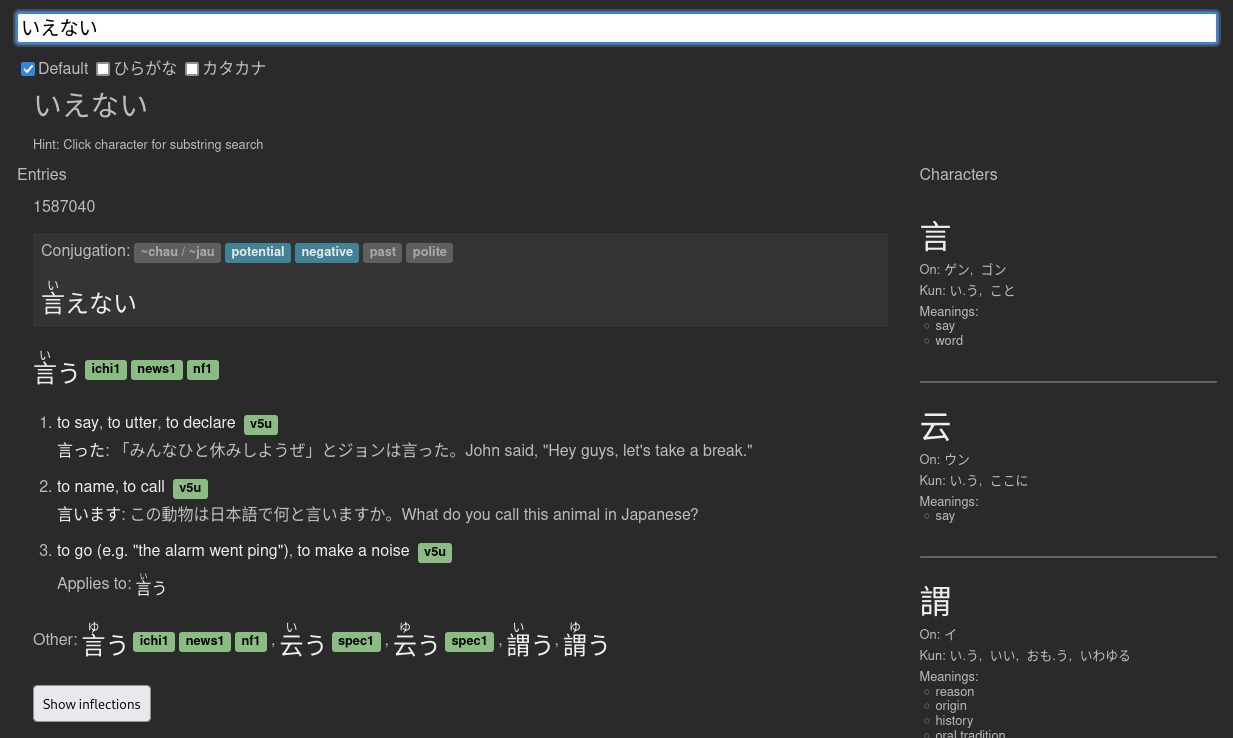 いえない
Default ひらがな カタカナ
いえない
Hint: Click character for substring search
Entries
1587040
Conjugation: ~chau / ~jau potential negative past polite
い
言えない
い
言う ichi1 news1 nf1
1. to say, to utter, to declare v5u
言った: 「みんなひと休みしようぜ」とジョンは言った。John said, "Hey guys, let's take a break."
2. to name, to call v5u
言います: この動物は日本語で何と言いますか。What do you call this animal in Japanese?
3. to go (e.g. "the alarm went ping"), to make a noise v5u
い
Applies to: 言う
ゆ い ゆ い ゆ
Other: 言う ichi1 news1 nf1 , 云う spec1 , 云う spec1 , 謂う, 謂う
Show inflections
Characters
言
On: ゲン, ゴン
Kun: い.う, こと
Meanings:
say
word
云
On: ウン
Kun: い.う, ここに
Meanings:
say
謂
On: イ
Kun: い.う, いい, おも.う, いわゆる
Meanings:
reason
origin
history
oral tradition